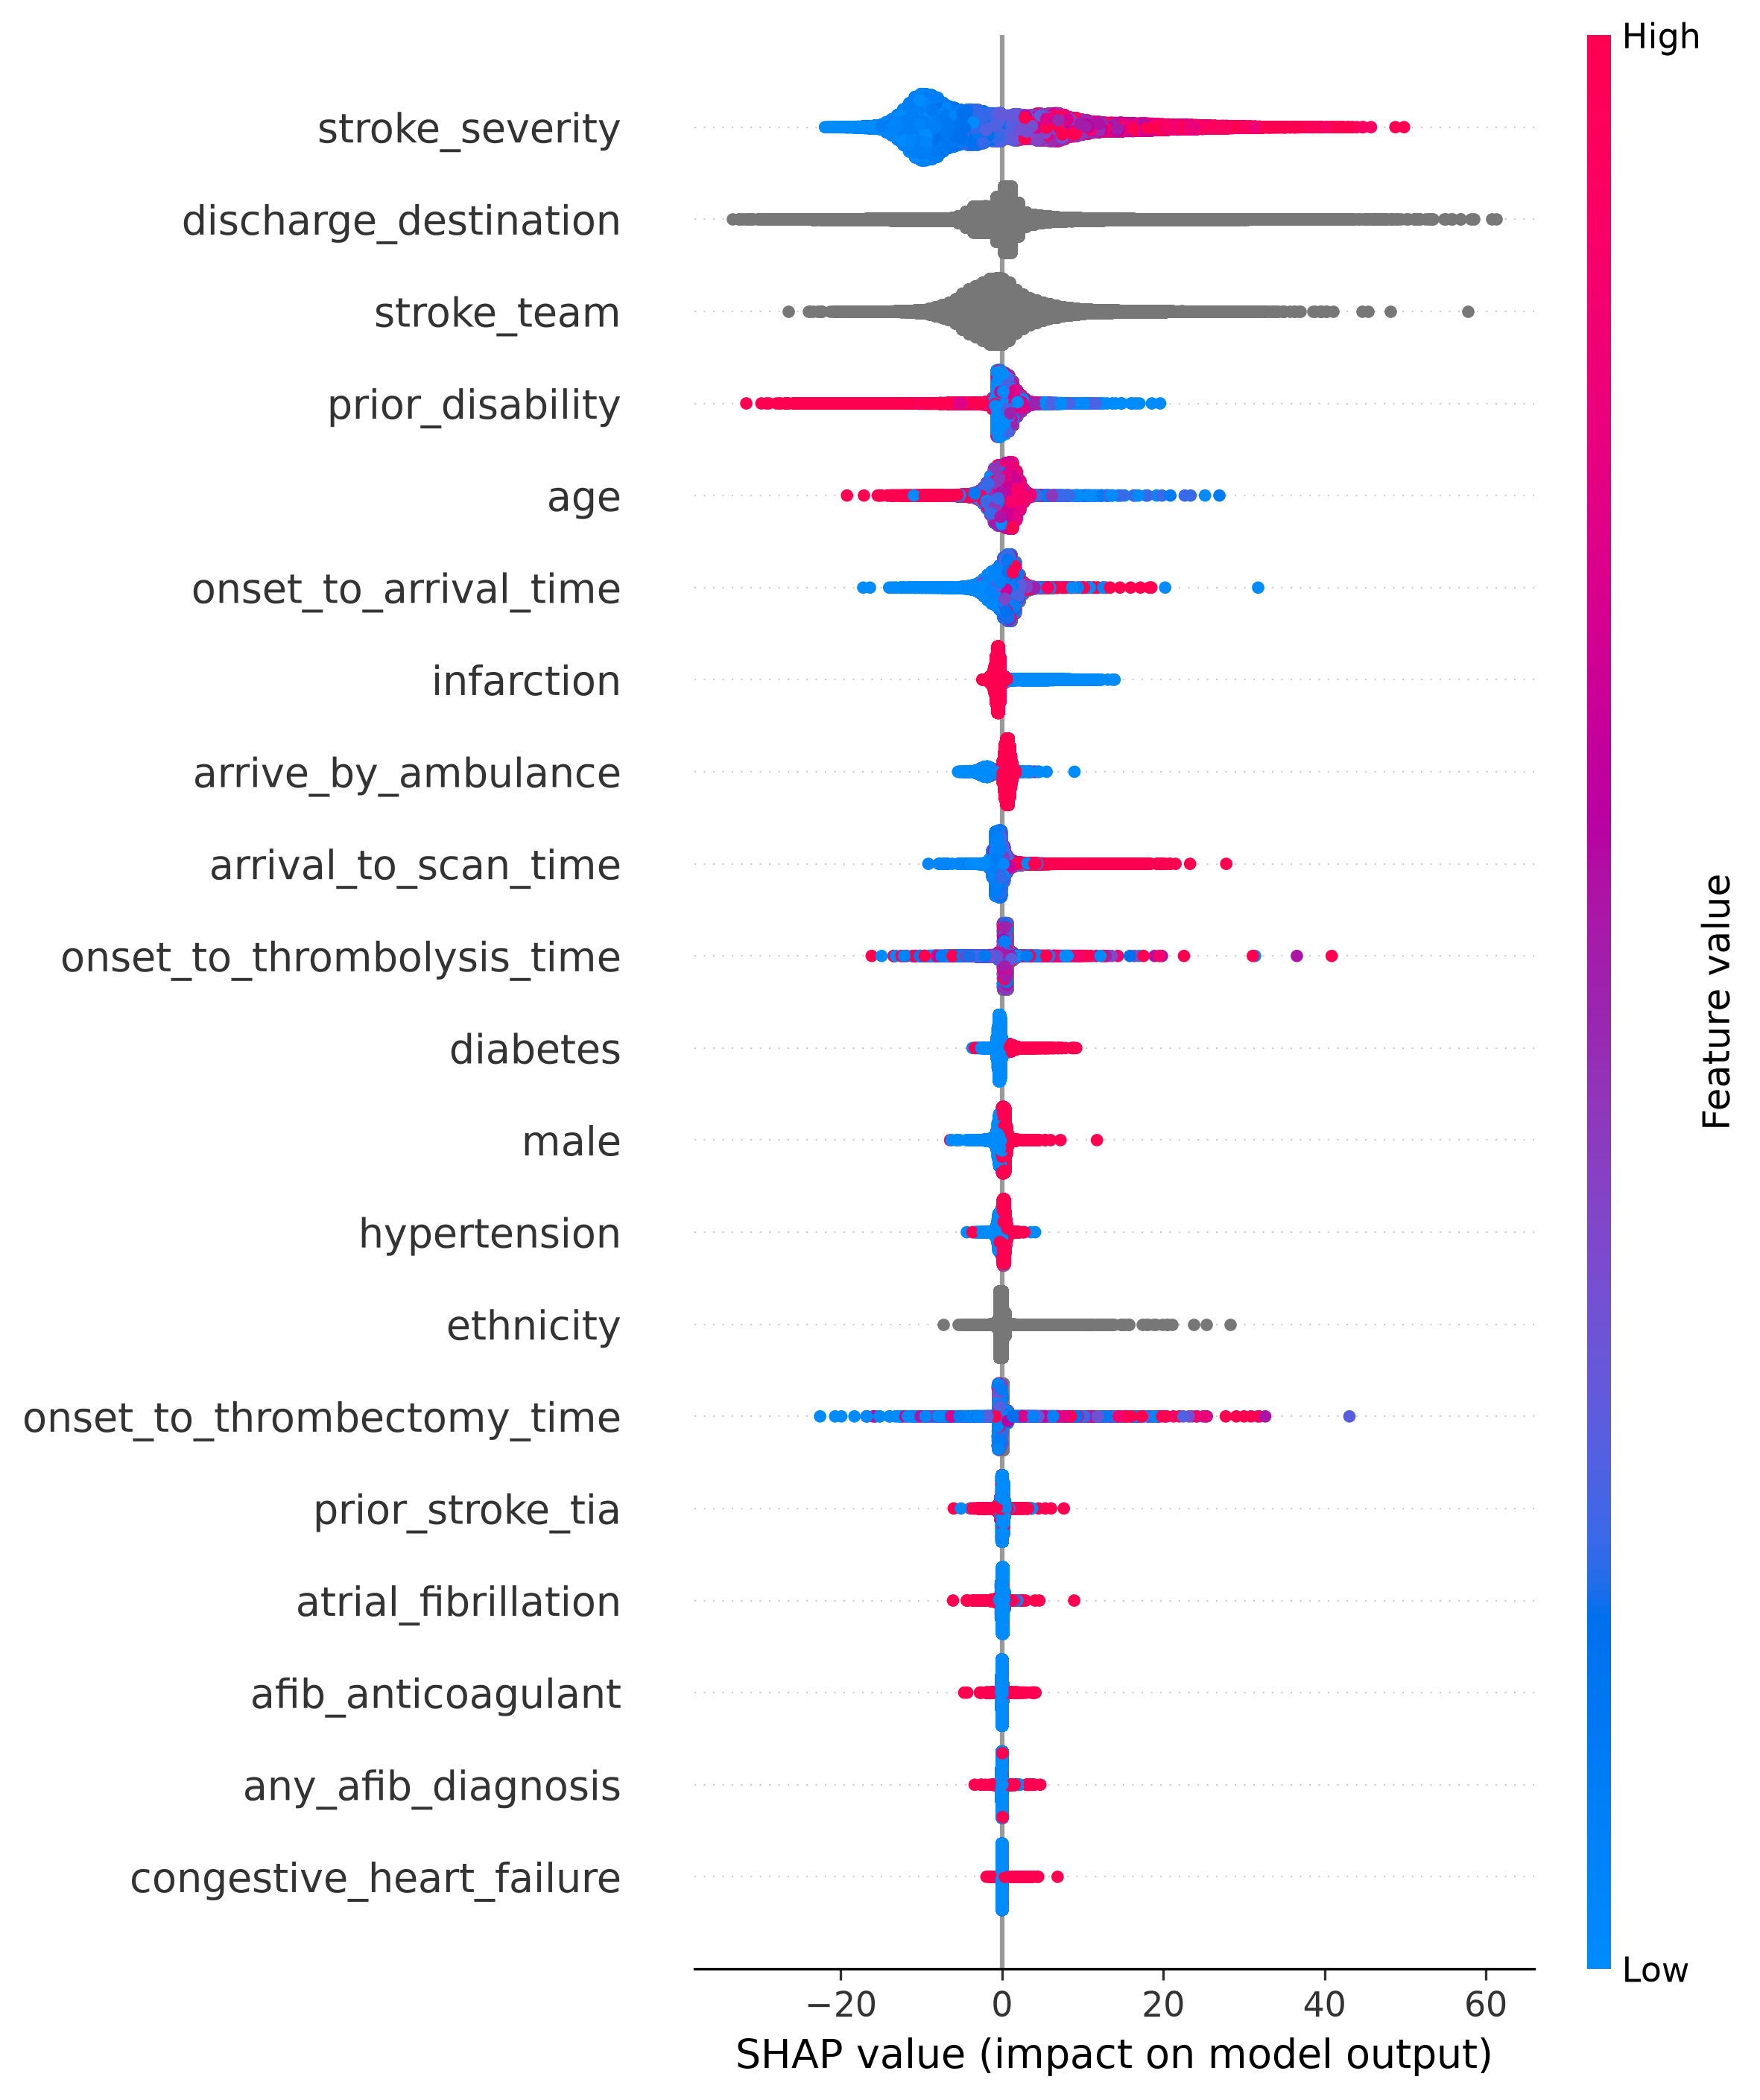 High
stroke_severity
discharge_destination
stroke_team
prior_disability
age
onset_to_arrival_time
infarction
arrive_by_ambulance
arrival_to_scan_time
onset_to_thrombolysis_time
diabetes
male
hypertension
ethnicity
onset_to_thrombectomy_time
prior_stroke_tia
atrial_fibrillation
afib_anticoagulant
any_afib_diagnosis
congestive_heart_failure
Feature value
Low
−20 0 20 40 60
SHAP value (impact on model output)